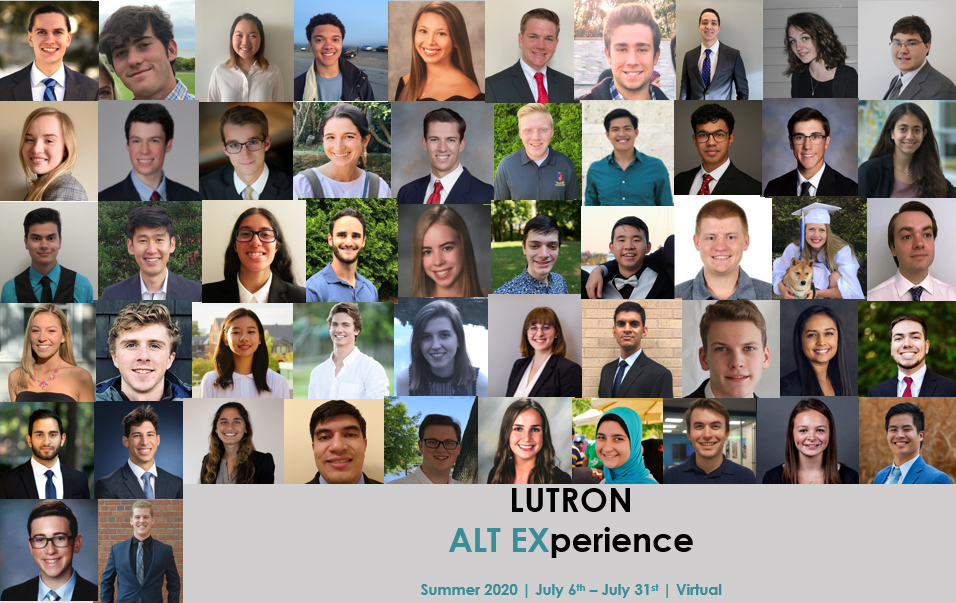 LUTRON
ALT EXperience
Summer 2020 | July 6th – July 31st | Virtual